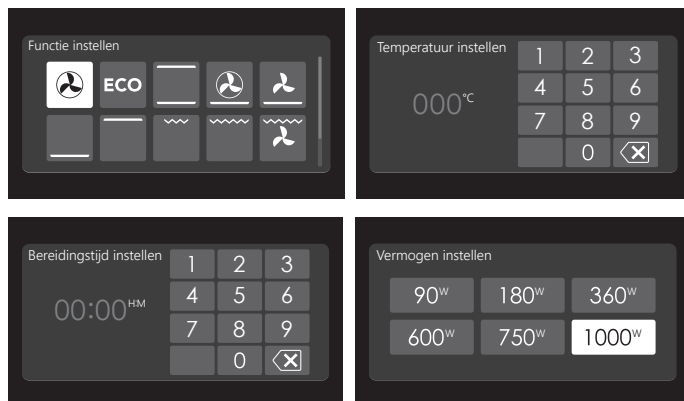 Functie instellen
ECO
Temperatuur instellen
000°C
1 2 3
4 5 6
7 8 9
0
Bereidingstijd instellen
00:00 H:M
1 2 3
4 5 6
7 8 9
0
Vermogen instellen
90W 180W 360W
600W 750W 1000W